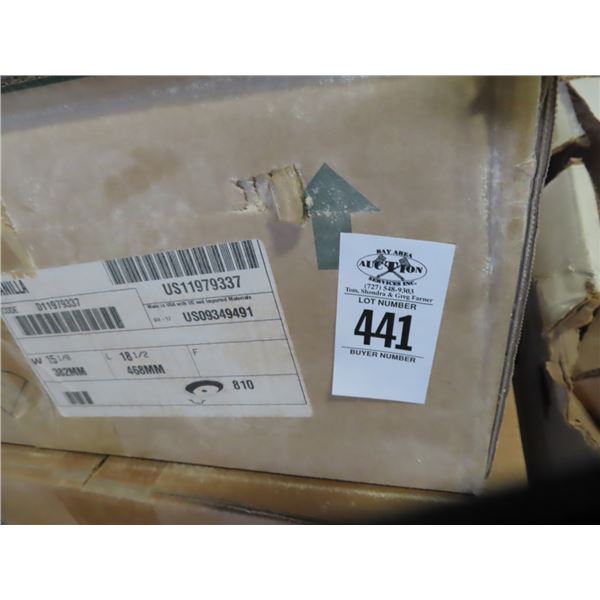 NILLA
US11979337
CODE
D11979337
Made in USA with US and Imported Materials
US09349491
W 15 1/8
382MM
L 18 1/2
468MM
F
810
BAY AREA
AUCTION
SERVICES INC.
(727) 548-9303
Tom, Shondra & Greg Farner
LOT NUMBER
441
BUYER NUMBER